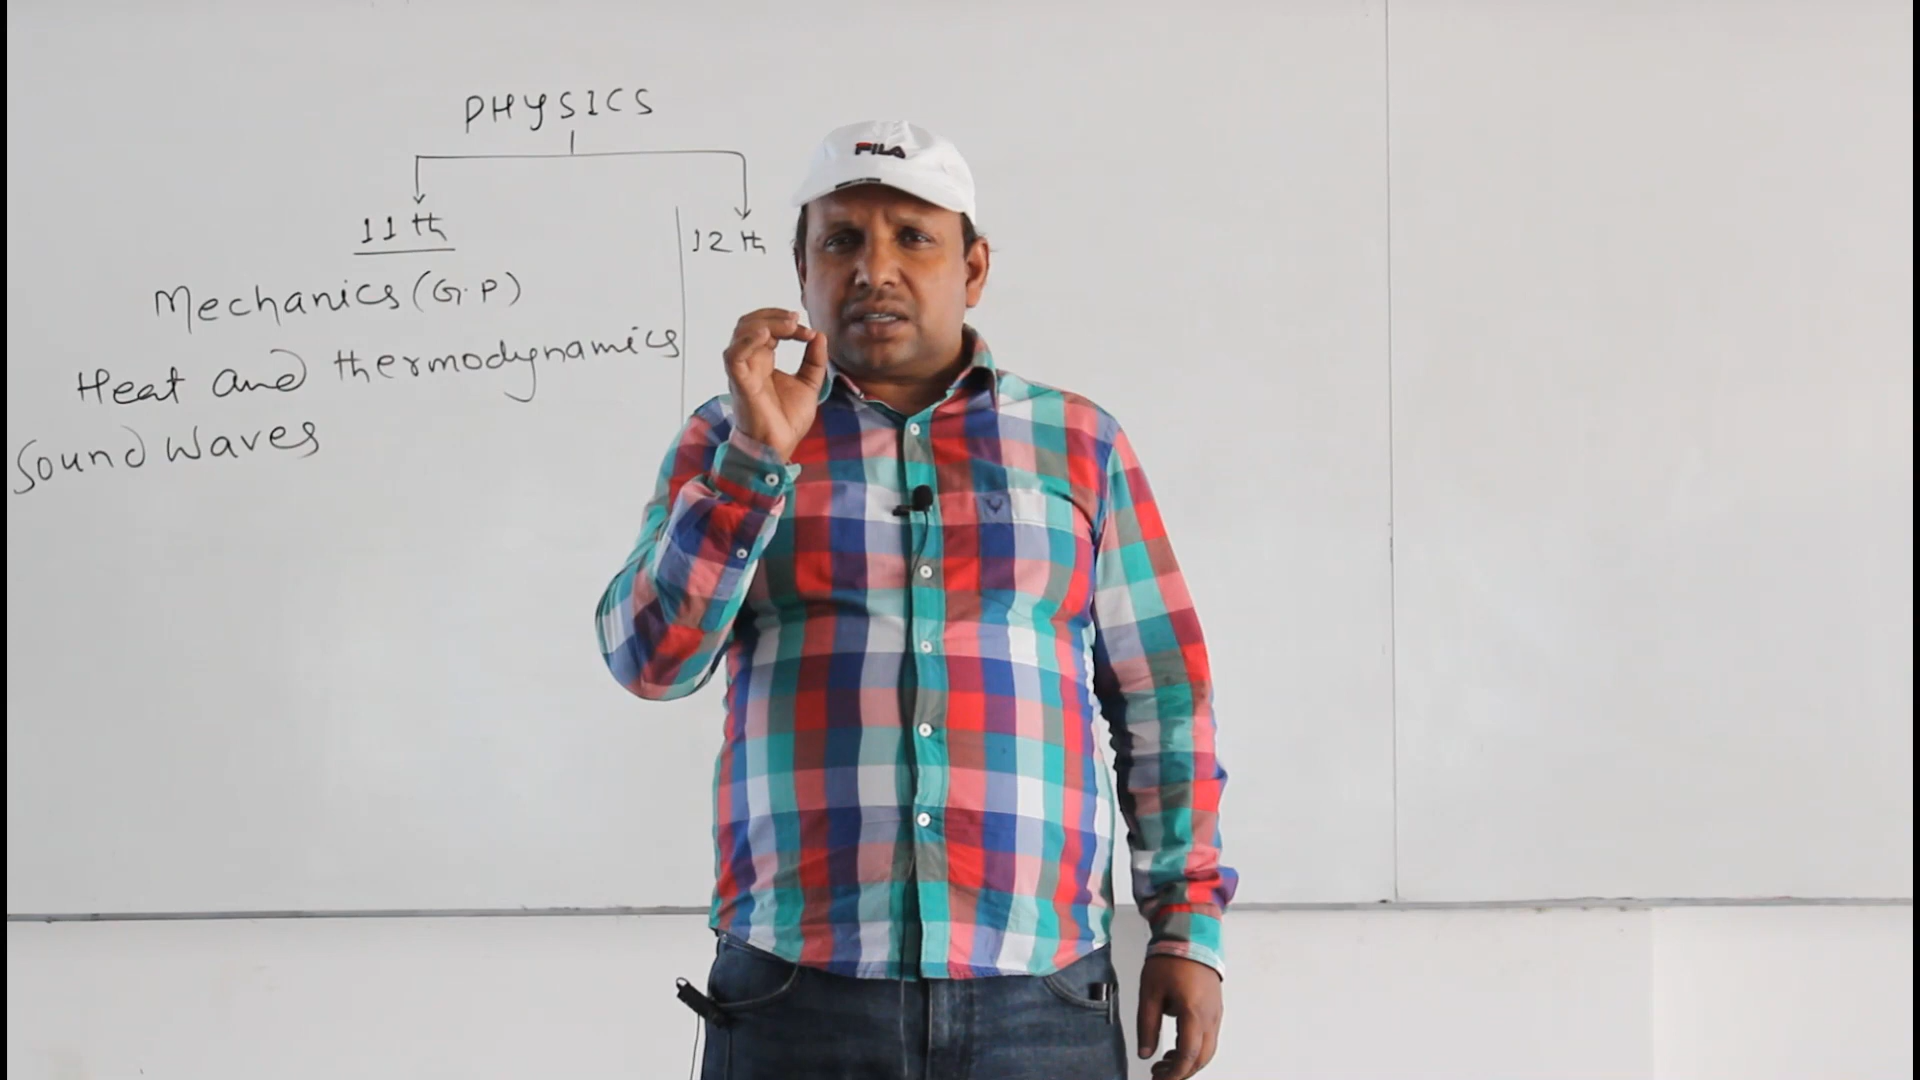 PHYSICS
11th 12th
Mechanics (G.P)
Heat and thermodynamics
Sound Waves
FILA